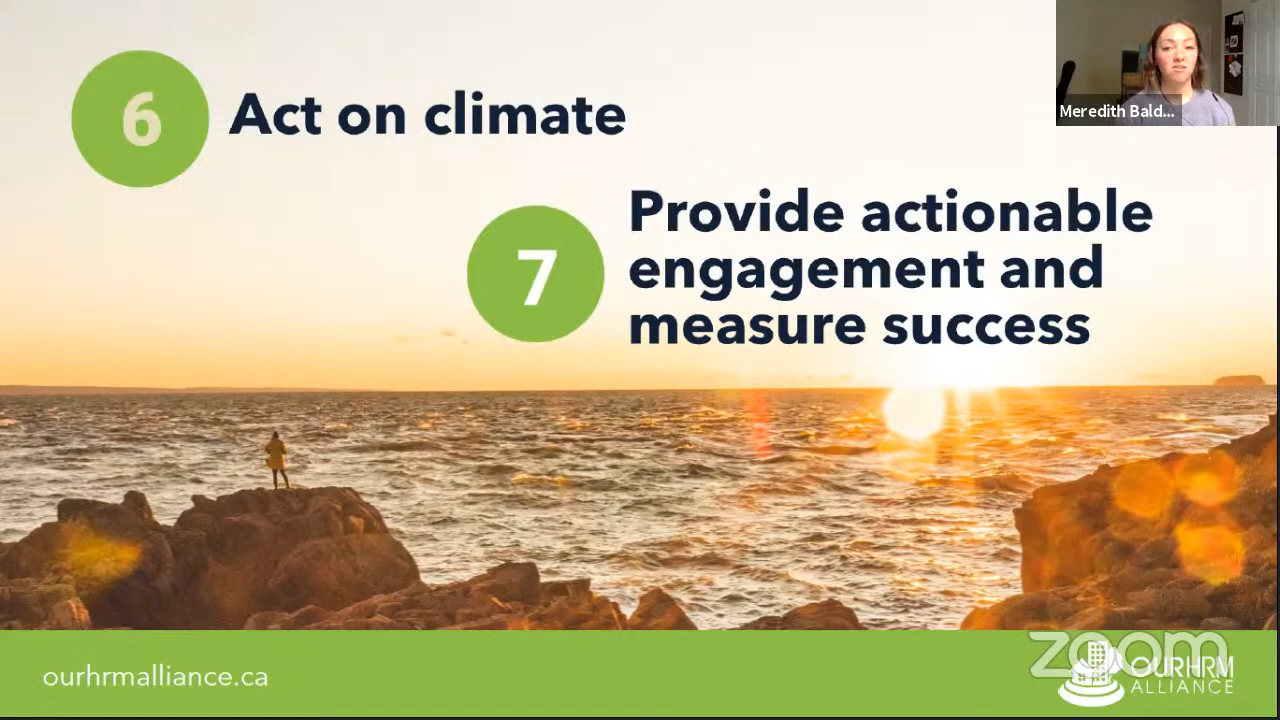 6
Act on climate
Meredith Bald...
7
Provide actionable
engagement and
measure success
ourhrmalliance.ca
zoom
OURHRM
ALLIANCE